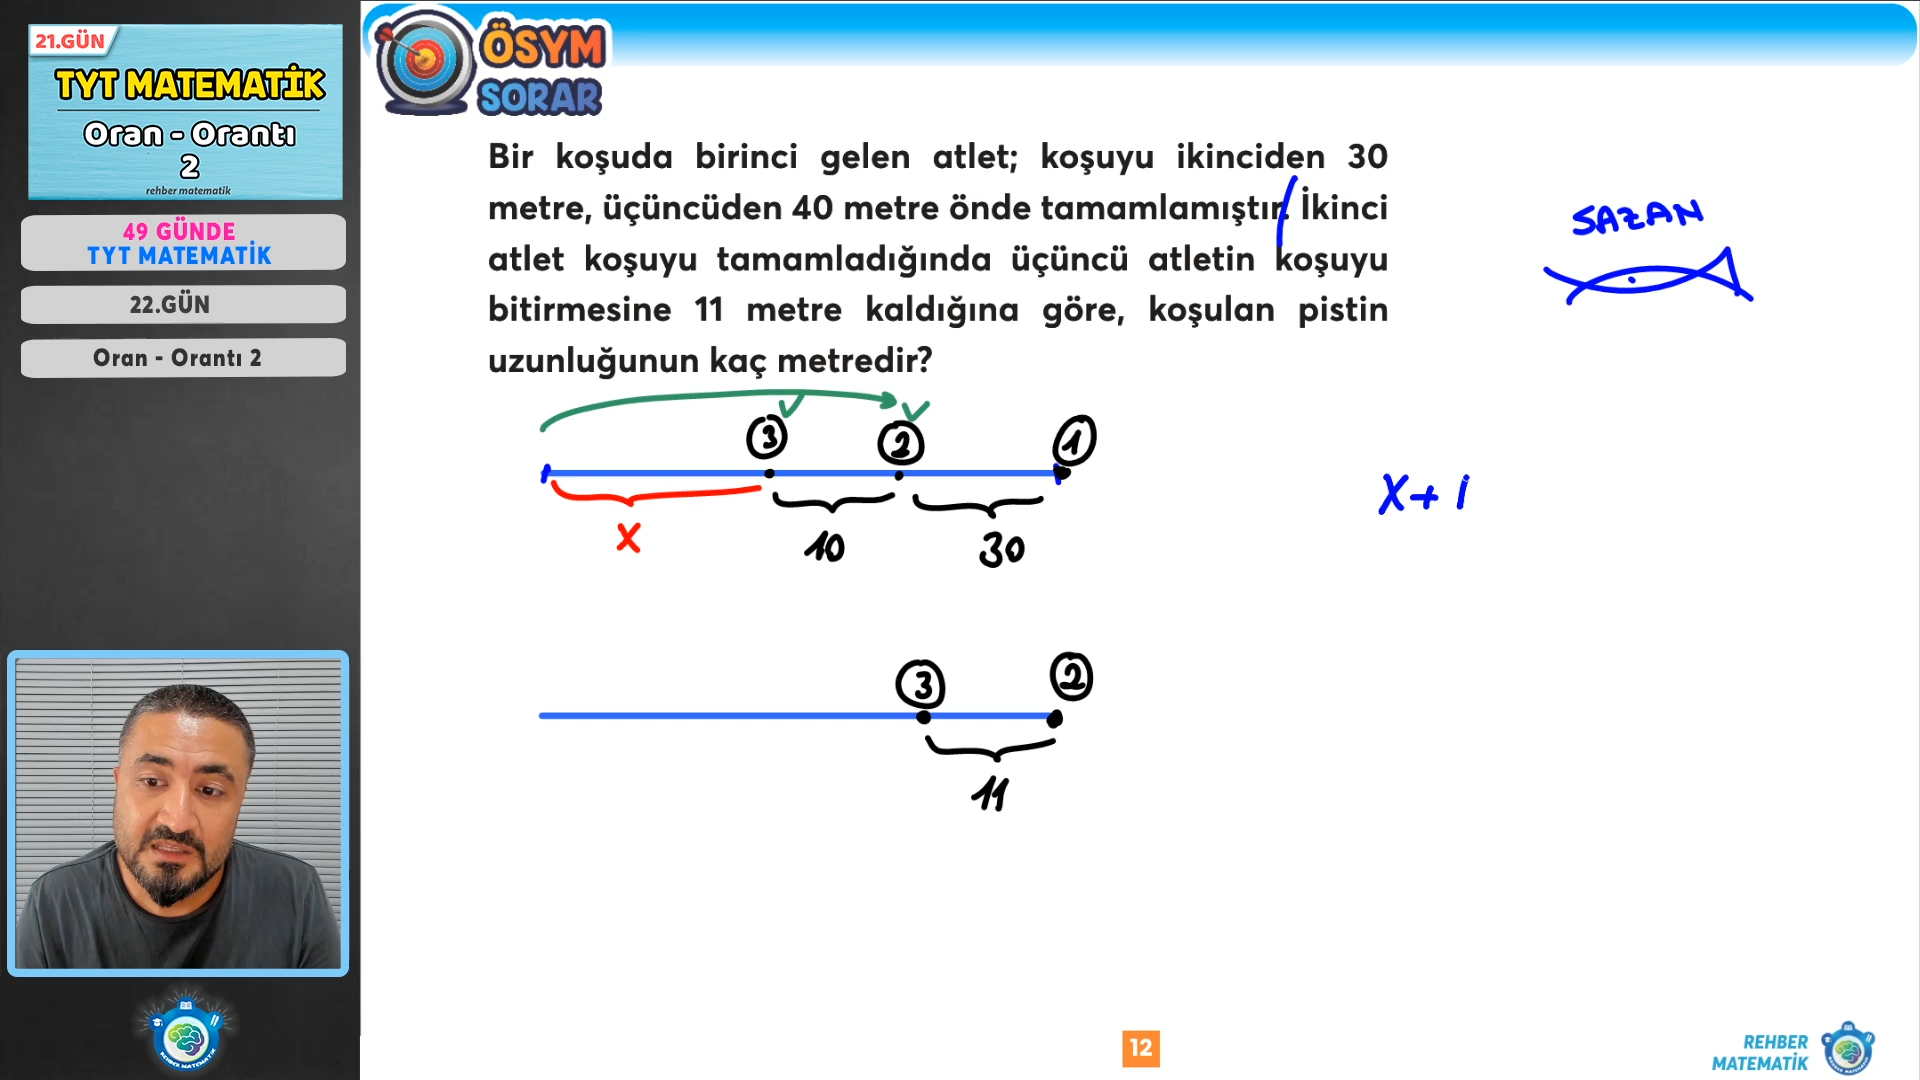 21.GÜN
TYT MATEMATİK
Oran - Orantı
2
rehber matematik
49 GÜNDE
TYT MATEMATİK
22.GÜN
Oran - Orantı 2
ÖSYM
SORAR
Bir koşuda birinci gelen atlet; koşuyu ikinciden 30
metre, üçüncüden 40 metre önde tamamlamıştır. İkinci
atlet koşuyu tamamladığında üçüncü atletin koşuyu
bitirmesine 11 metre kaldığına göre, koşulan pistin
uzunluğunun kaç metredir?
SAZAN
3 2 1
x 10 30
x+1
3 2
11
12
REHBER
MATEMATİK
REHBER MATEMATİK